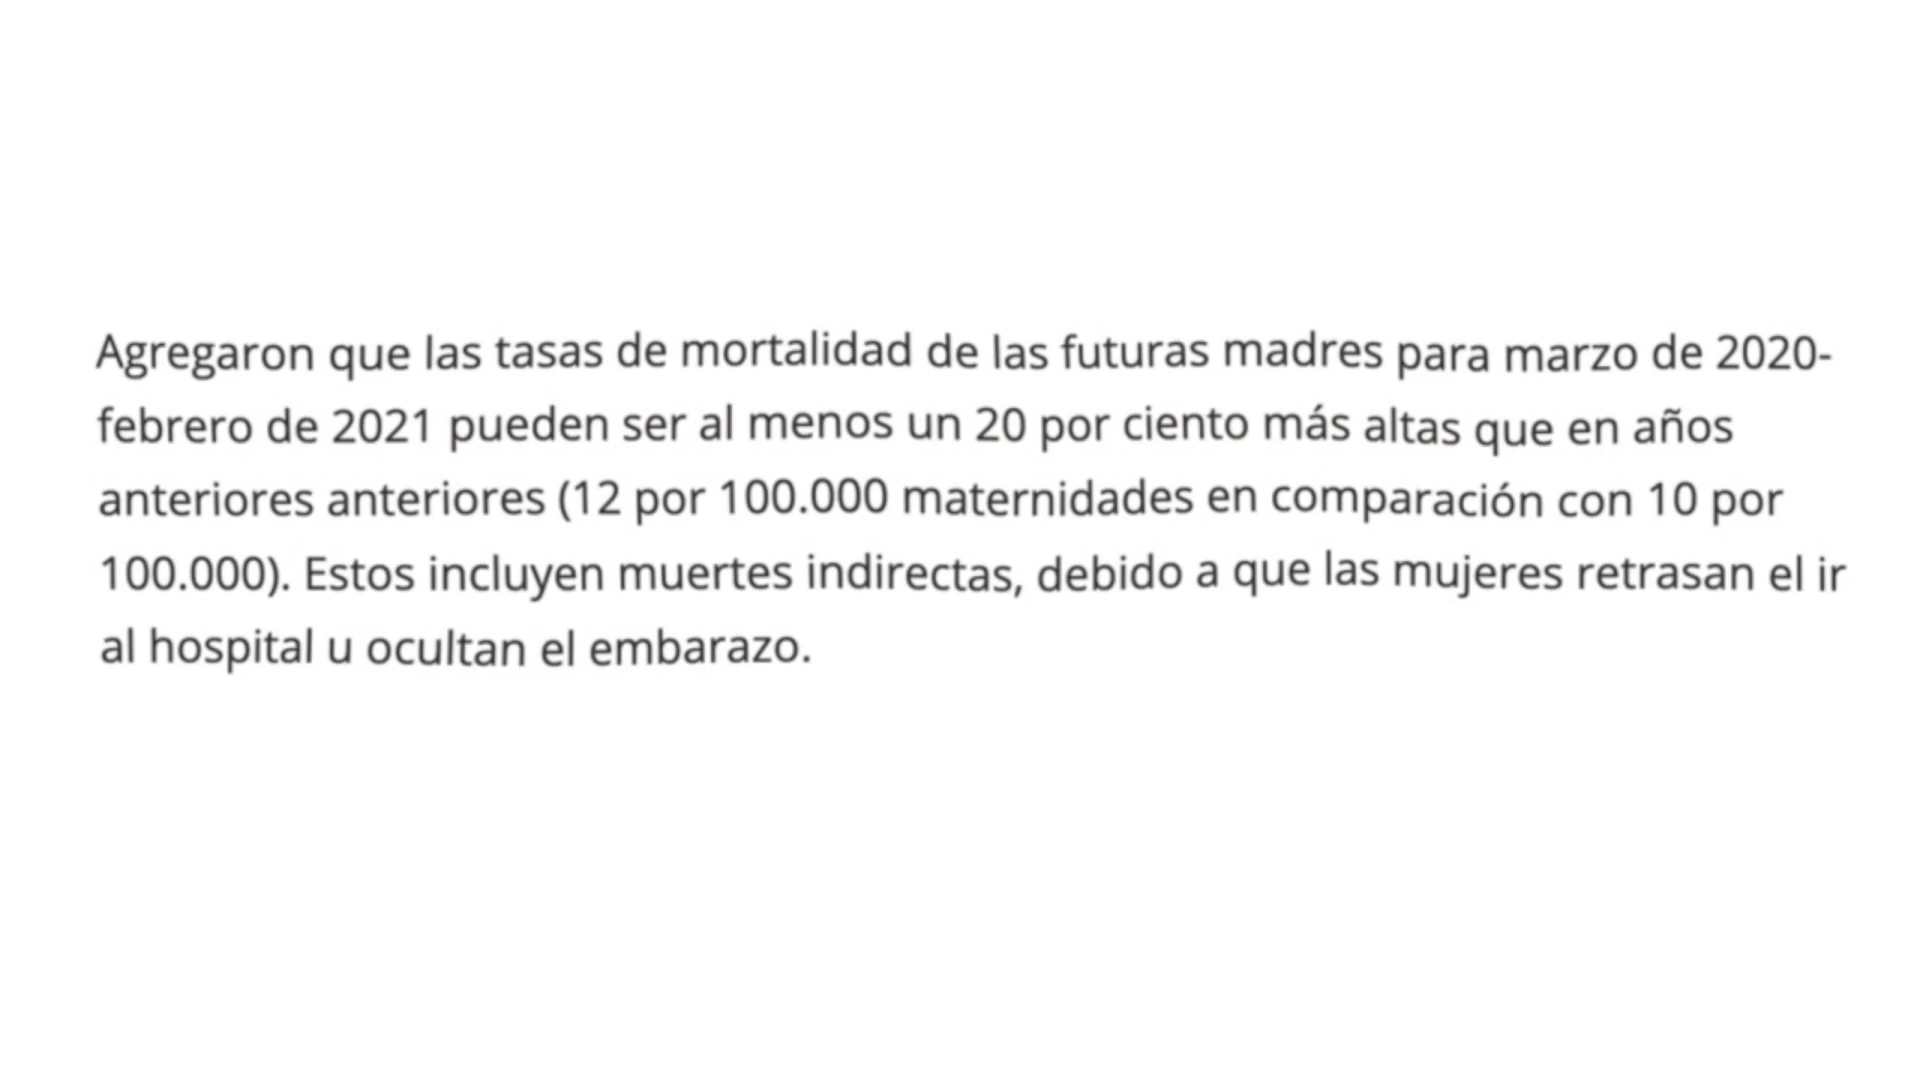 Agregaron que las tasas de mortalidad de las futuras madres para marzo de 2020-
febrero de 2021 pueden ser al menos un 20 por ciento más altas que en años
anteriores anteriores (12 por 100.000 maternidades en comparación con 10 por
100.000). Estos incluyen muertes indirectas, debido a que las mujeres retrasan el ir
al hospital u ocultan el embarazo.